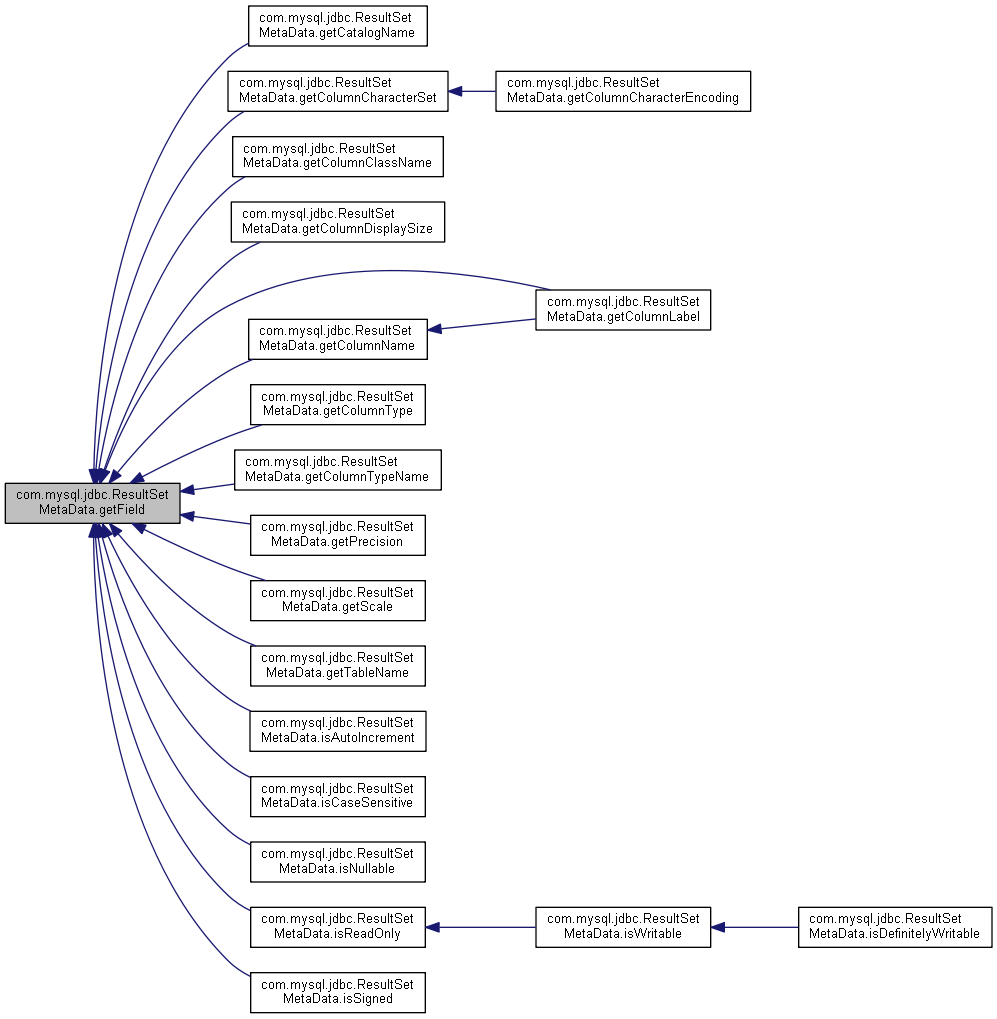 com.mysql.jdbc.ResultSet
MetaData.getCatalogName
com.mysql.jdbc.ResultSet
MetaData.getColumnCharacterSet
com.mysql.jdbc.ResultSet
MetaData.getColumnCharacterEncoding
com.mysql.jdbc.ResultSet
MetaData.getColumnClassName
com.mysql.jdbc.ResultSet
MetaData.getColumnDisplaySize
com.mysql.jdbc.ResultSet
MetaData.getColumnLabel
com.mysql.jdbc.ResultSet
MetaData.getColumnName
com.mysql.jdbc.ResultSet
MetaData.getColumnType
com.mysql.jdbc.ResultSet
MetaData.getColumnTypeName
com.mysql.jdbc.ResultSet
MetaData.getField
com.mysql.jdbc.ResultSet
MetaData.getPrecision
com.mysql.jdbc.ResultSet
MetaData.getScale
com.mysql.jdbc.ResultSet
MetaData.getTableName
com.mysql.jdbc.ResultSet
MetaData.isAutoIncrement
com.mysql.jdbc.ResultSet
MetaData.isCaseSensitive
com.mysql.jdbc.ResultSet
MetaData.isNullable
com.mysql.jdbc.ResultSet
MetaData.isReadOnly
com.mysql.jdbc.ResultSet
MetaData.isWritable
com.mysql.jdbc.ResultSet
MetaData.isDefinitelyWritable
com.mysql.jdbc.ResultSet
MetaData.isSigned